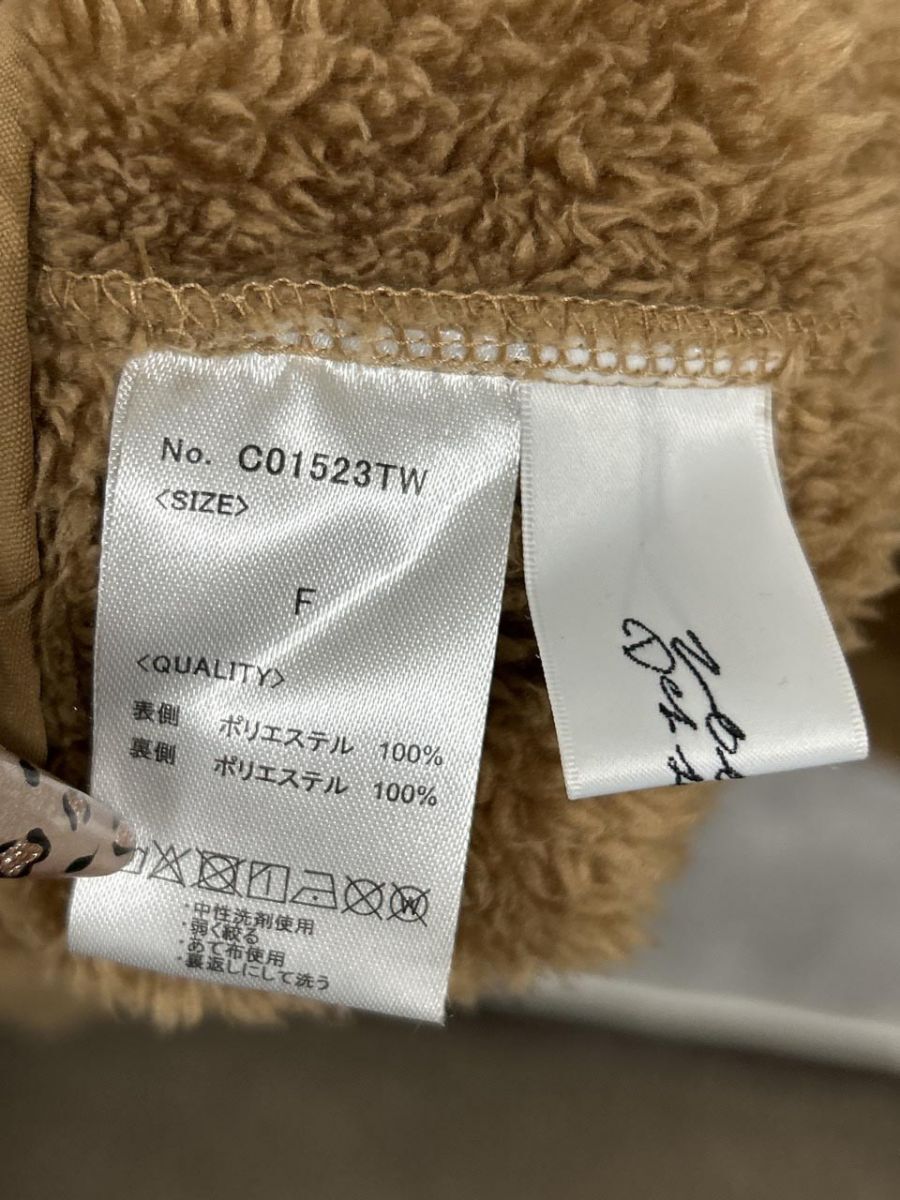 No. C01523TW
<SIZE>
F
<QUALITY>
表側 ポリエステル 100%
裏側 ポリエステル 100%
W
・中性洗剤使用
・弱く絞る
・あて布使用
・裏返しにして洗う